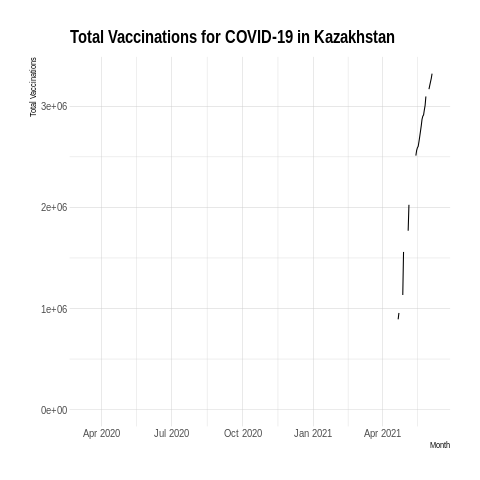 Total Vaccinations for COVID-19 in Kazakhstan
Total Vaccinations
3e+06
2e+06
1e+06
0e+00
Apr 2020 Jul 2020 Oct 2020 Jan 2021 Apr 2021
Month